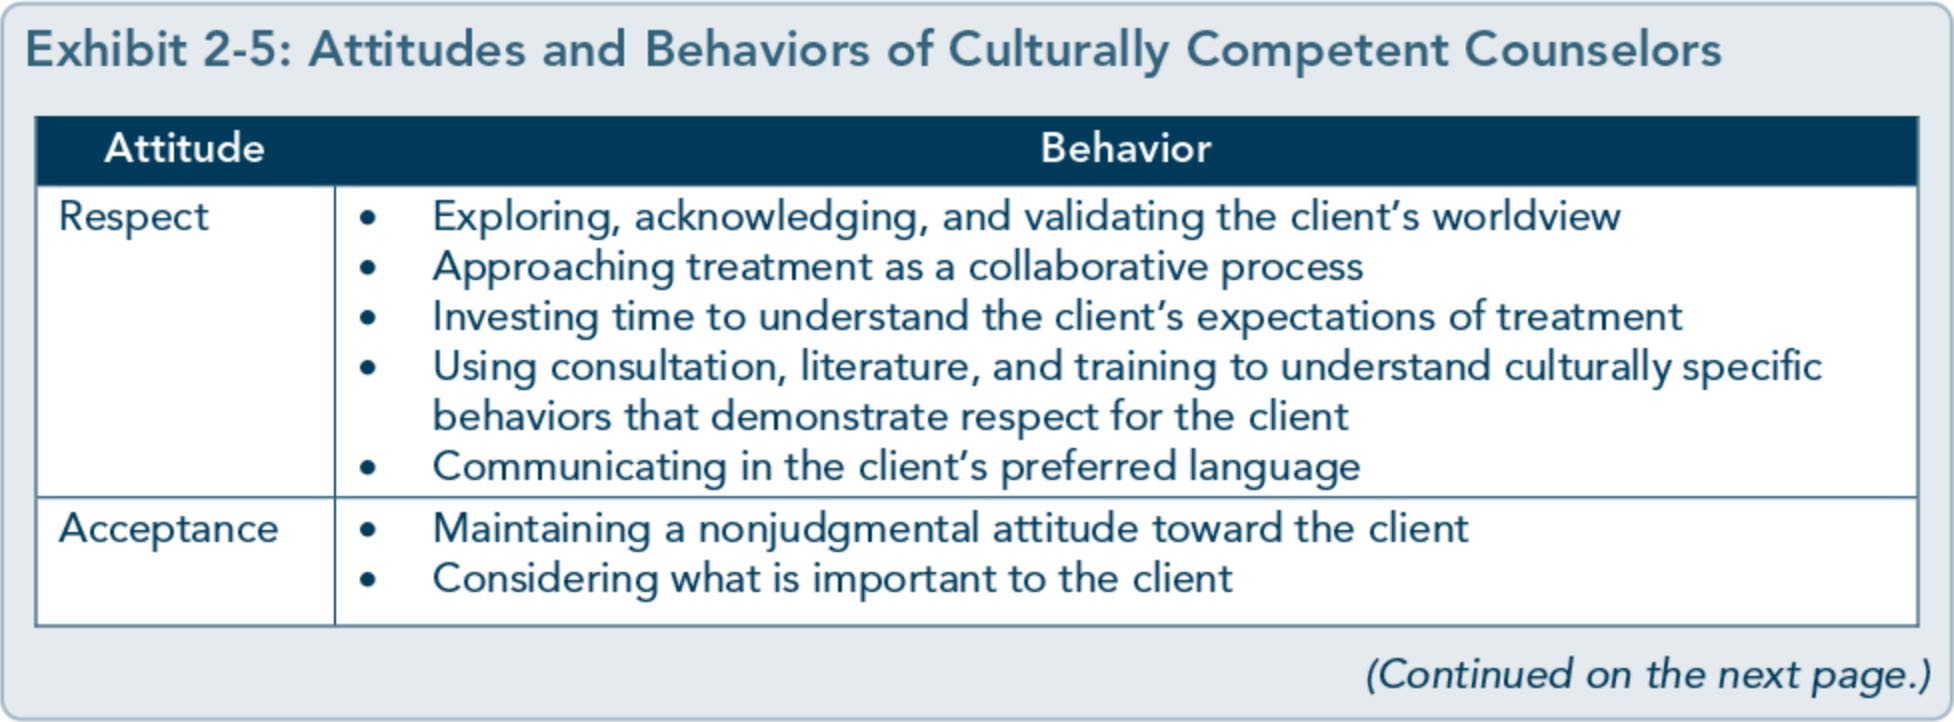 Exhibit 2-5: Attitudes and Behaviors of Culturally Competent Counselors
Attitude Behavior
Respect • Exploring, acknowledging, and validating the client’s worldview
• Approaching treatment as a collaborative process
• Investing time to understand the client’s expectations of treatment
• Using consultation, literature, and training to understand culturally specific
behaviors that demonstrate respect for the client
• Communicating in the client’s preferred language
Acceptance • Maintaining a nonjudgmental attitude toward the client
• Considering what is important to the client
(Continued on the next page.)